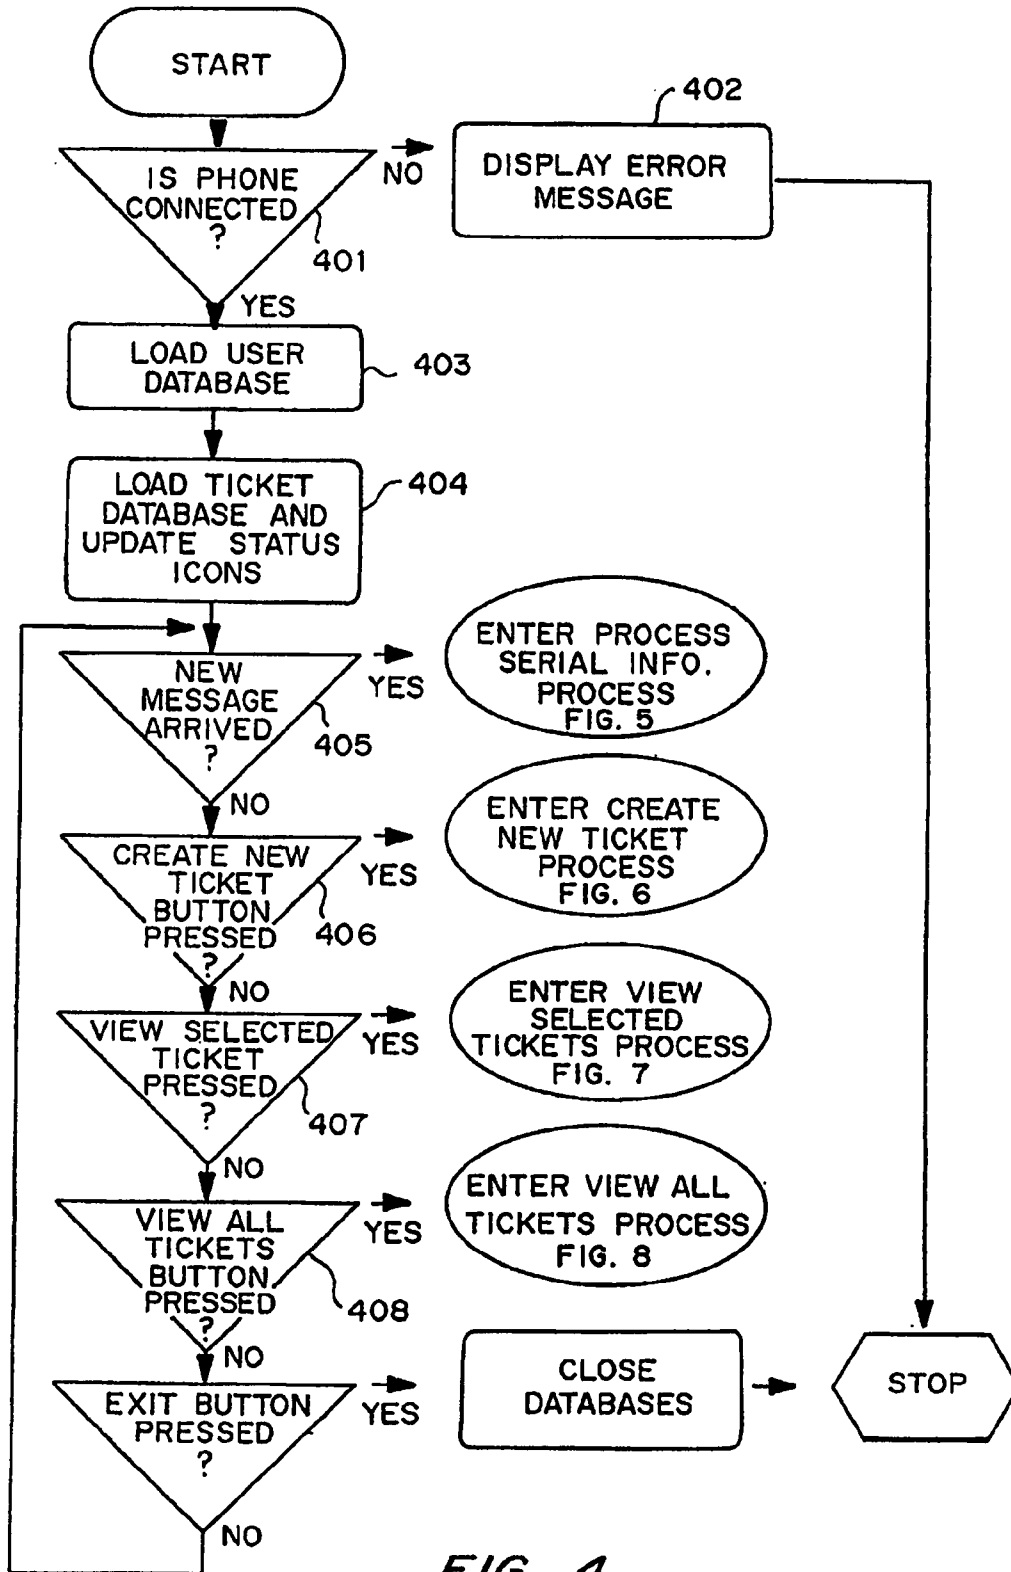 START
402
IS PHONE
CONNECTED
?
NO
DISPLAY ERROR
MESSAGE
401
YES
LOAD USER
DATABASE
403
LOAD TICKET
DATABASE AND
UPDATE STATUS
ICONS
404
NEW
MESSAGE
ARRIVED
?
YES
405
ENTER PROCESS
SERIAL INFO.
PROCESS
FIG. 5
NO
CREATE NEW
TICKET
BUTTON
PRESSED
?
YES
406
ENTER CREATE
NEW TICKET
PROCESS
FIG. 6
NO
VIEW SELECTED
TICKET
PRESSED
?
YES
407
ENTER VIEW
SELECTED
TICKETS PROCESS
FIG. 7
NO
VIEW ALL
TICKETS
BUTTON
PRESSED
?
YES
408
ENTER VIEW ALL
TICKETS PROCESS
FIG. 8
NO
EXIT BUTTON
PRESSED
?
YES
CLOSE
DATABASES
STOP
NO
FIG. 4